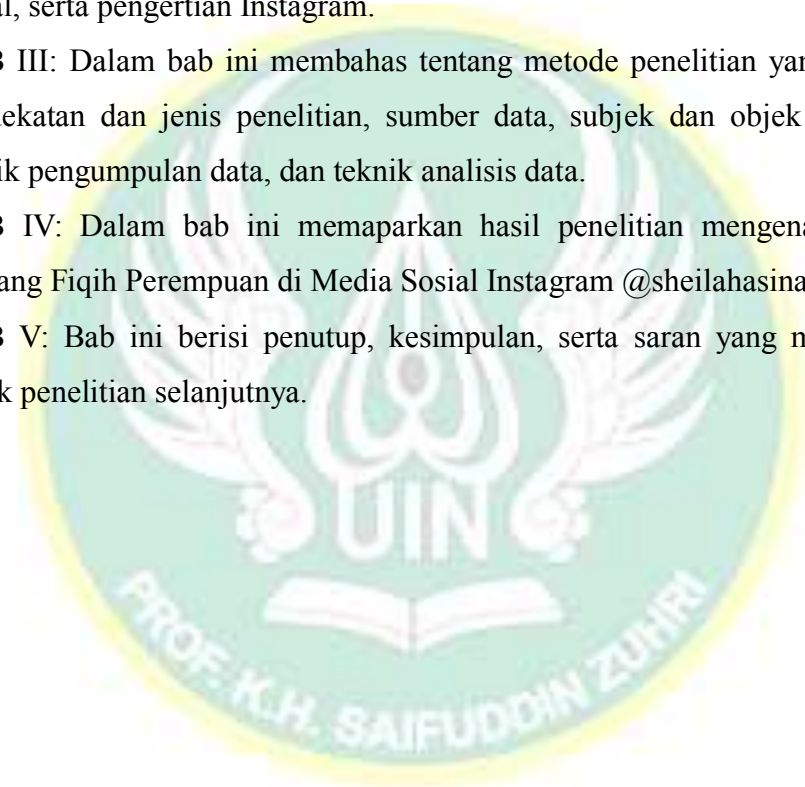 al, serta pengertian Instagram.
III: Dalam bab ini membahas tentang metode penelitian yan
ekatan dan jenis penelitian, sumber data, subjek dan objek
ik pengumpulan data, dan teknik analisis data.
IV: Dalam bab ini memaparkan hasil penelitian mengena
ang Fiqih Perempuan di Media Sosial Instagram @sheilahasina
V: Bab ini berisi penutup, kesimpulan, serta saran yang m
k penelitian selanjutnya.
UIN
PROF. K.H. SAIFUDDIN ZUHRI